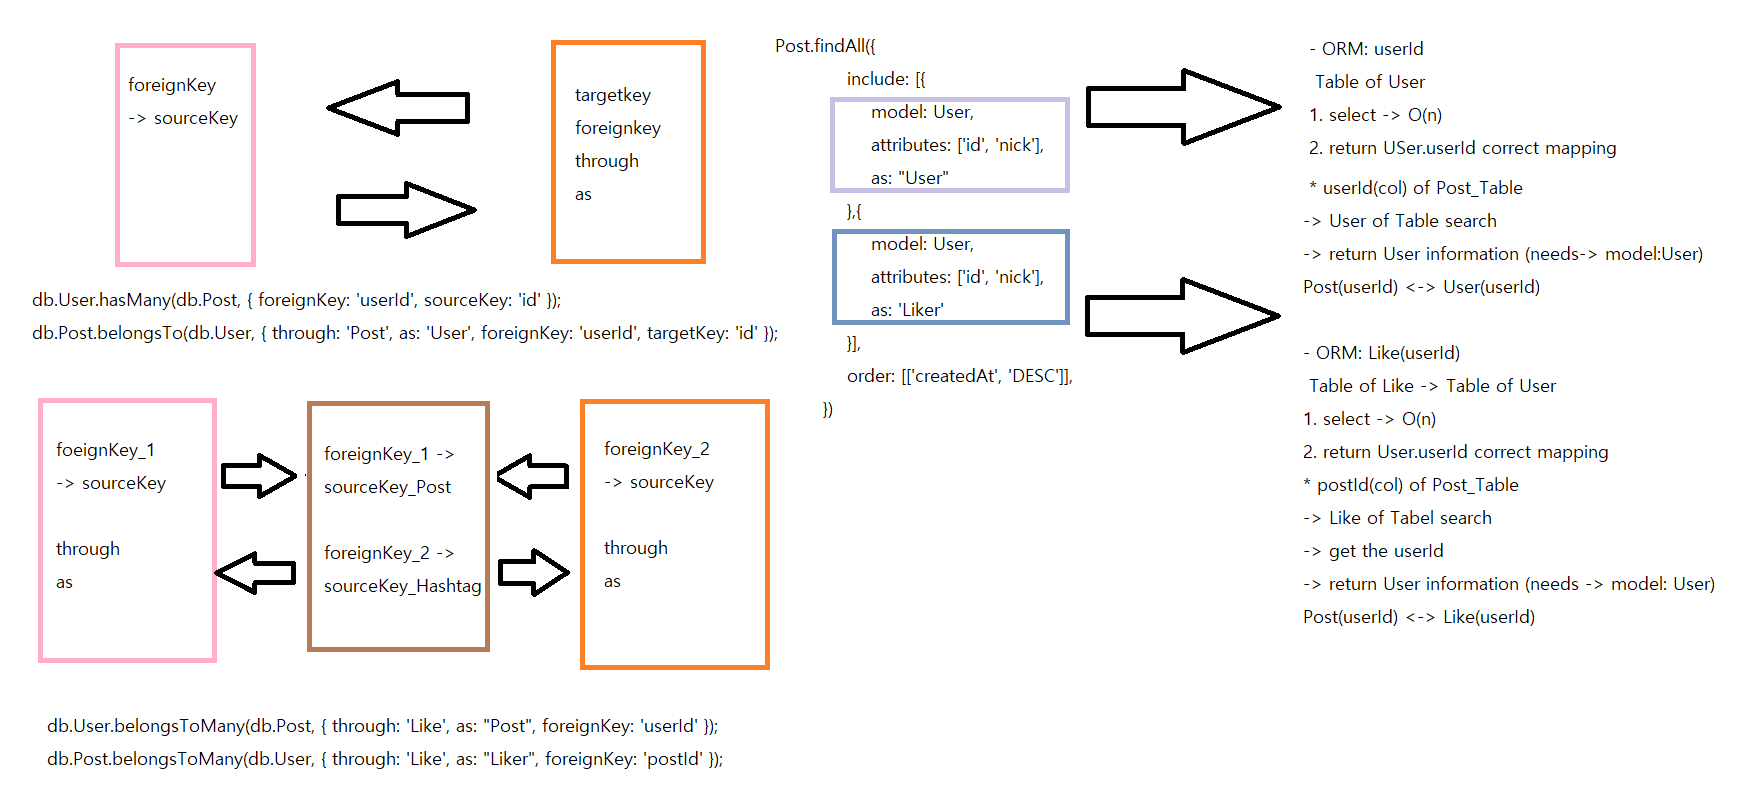 foreignKey
-> sourceKey
targetkey
foreignkey
through
as
db.User.hasMany(db.Post, { foreignKey: 'userId', sourceKey: 'id' });
db.Post.belongsTo(db.User, { through: 'Post', as: 'User', foreignKey: 'userId', targetKey: 'id' });
foeignKey_1
-> sourceKey
through
as
foreignKey_1 ->
sourceKey_Post
foreignKey_2 ->
sourceKey_Hashtag
foreignKey_2
-> sourceKey
through
as
db.User.belongsToMany(db.Post, { through: 'Like', as: "Post", foreignKey: 'userId' });
db.Post.belongsToMany(db.User, { through: 'Like', as: "Liker", foreignKey: 'postId' });
Post.findAll({
include: [{
model: User,
attributes: ['id', 'nick'],
as: "User"
},{
model: User,
attributes: ['id', 'nick'],
as: 'Liker'
}],
order: [['createdAt', 'DESC']],
})
- ORM: userId
Table of User
1. select -> O(n)
2. return USer.userId correct mapping
* userId(col) of Post_Table
-> User of Table search
-> return User information (needs-> model:User)
Post(userId) <-> User(userId)
- ORM: Like(userId)
Table of Like -> Table of User
1. select -> O(n)
2. return User.userId correct mapping
* postId(col) of Post_Table
-> Like of Tabel search
-> get the userId
-> return User information (needs -> model: User)
Post(userId) <-> Like(userId)